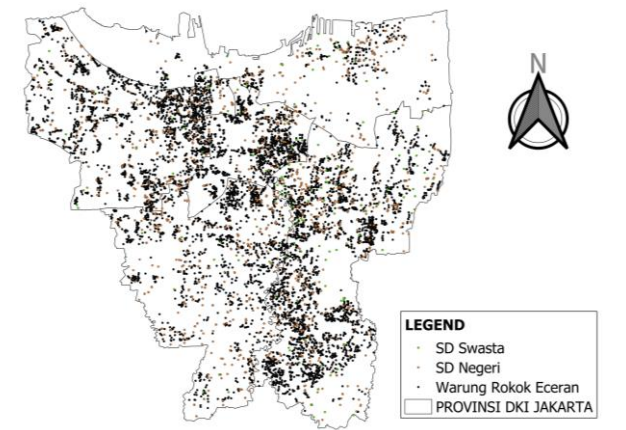 N
LEGEND
SD Swasta
SD Negeri
Warung Rokok Eceran
PROVINSI DKI JAKARTA